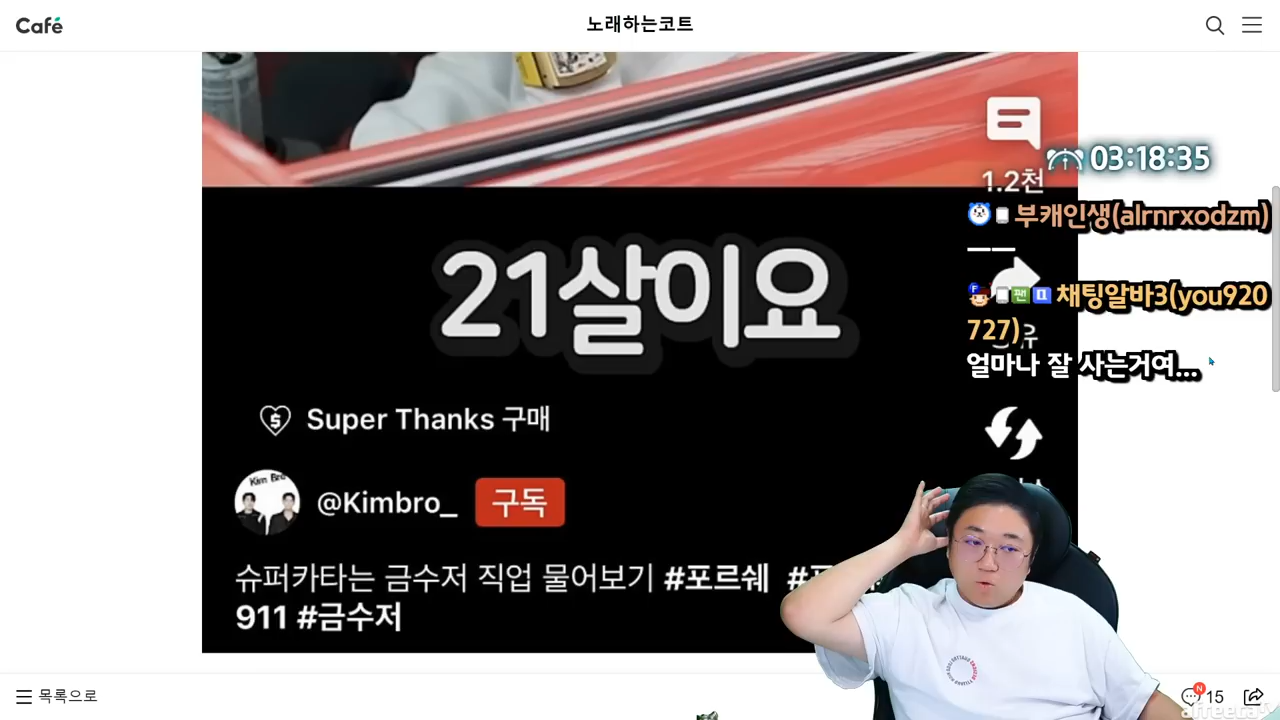 Café
노래하는코트
03:18:35
1.2천
부캐인생(alrnrxodzm)
ㅡㅡ
채팅알바3(you920
727)
얼마나 잘 사는거여...
21살이요
Super Thanks 구매
Kim Bro
@Kimbro_
구독
슈퍼카타는 금수저 직업 물어보기 #포르쉐
911 #금수저
목록으로
N
15
afreecaTV